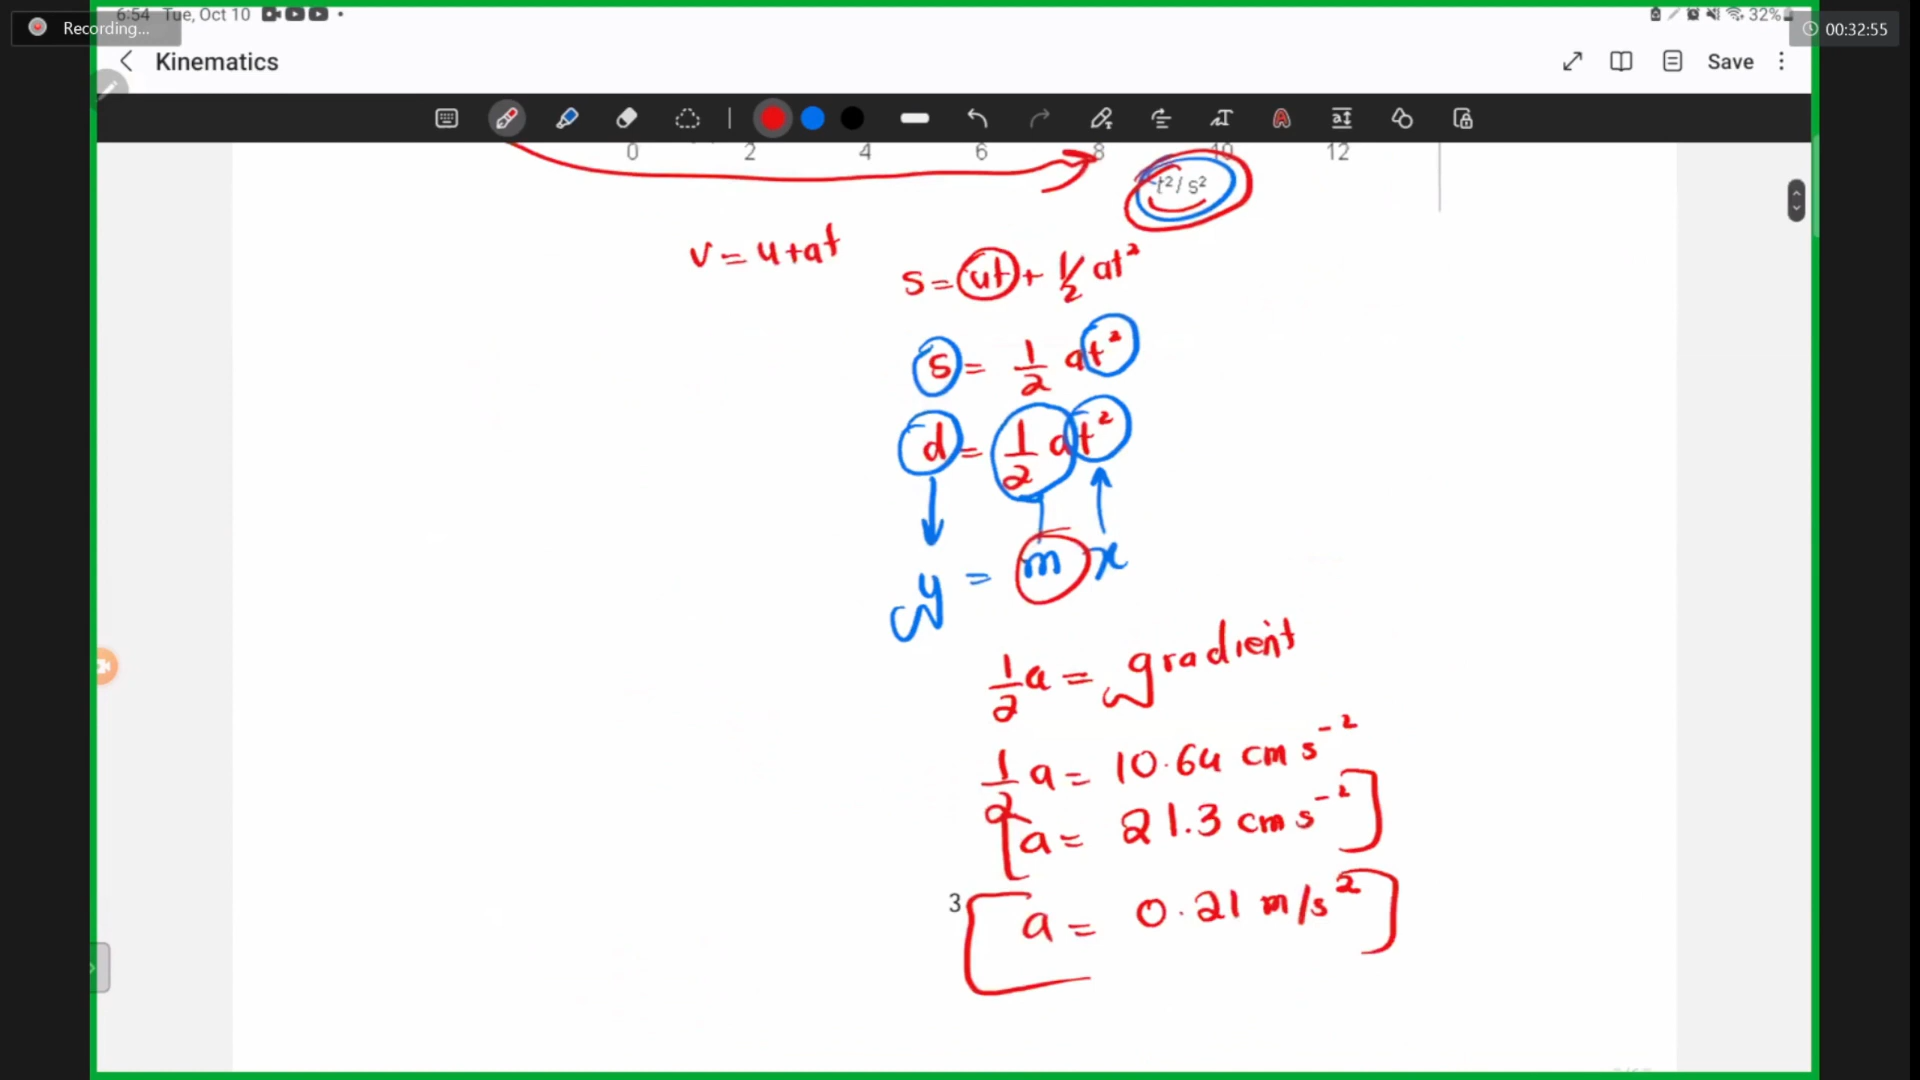 6:54 Tue, Oct 10
32%
Recording...
00:32:55
Kinematics
Save
0 2 4 6 8 10 12
t²/ s²
v = u+at
s = ut + 1/2 at²
s = 1/2 at²
d = 1/2 at²
y = m x
1/2 a = gradient
1/2 a = 10.64 cm s⁻²
a = 21.3 cm s⁻²
3
a = 0.21 m/s²